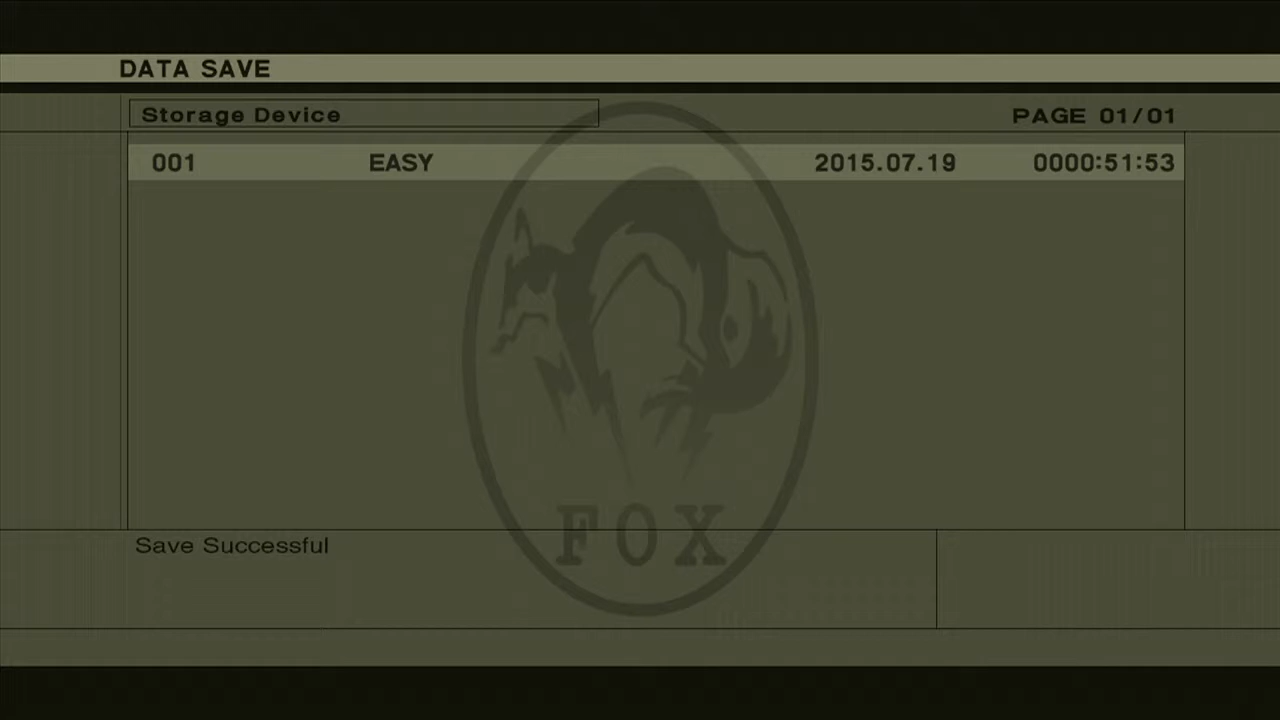 DATA SAVE
Storage Device
PAGE 01/01
001 EASY 2015.07.19 0000:51:53
FOX
Save Successful